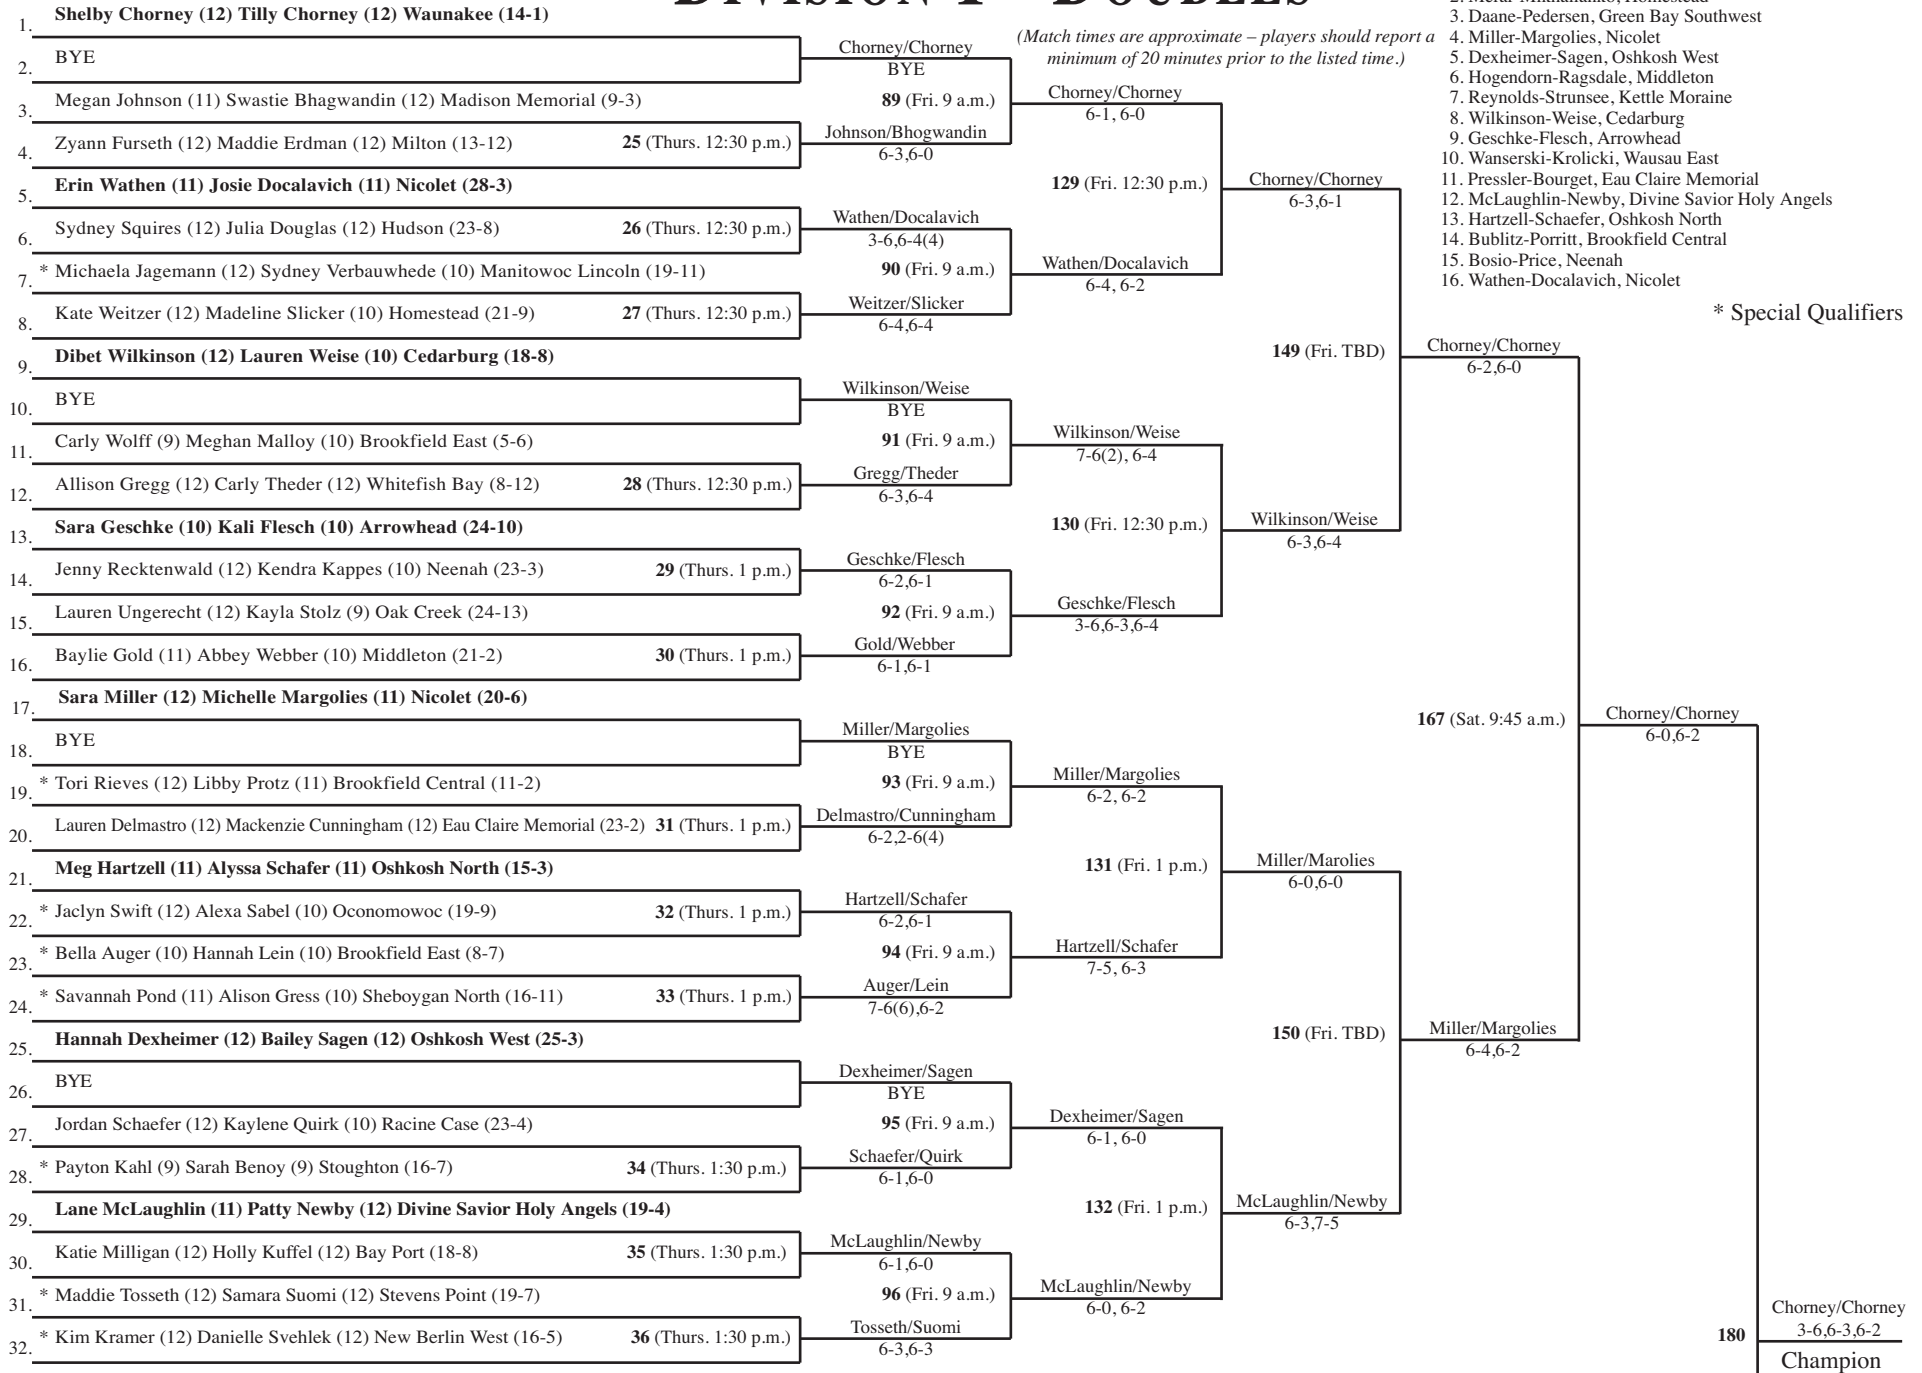 1. Shelby Chorney (12) Tilly Chorney (12) Waunakee (14-1)
2. BYE
3. Megan Johnson (11) Swastie Bhagwandin (12) Madison Memorial (9-3)
4. Zyann Furseth (12) Maddie Erdman (12) Milton (13-12) 25 (Thurs. 12:30 p.m.)
5. Erin Wathen (11) Josie Docalavich (11) Nicolet (28-3)
6. Sydney Squires (12) Julia Douglas (12) Hudson (23-8) 26 (Thurs. 12:30 p.m.)
7. * Michaela Jagemann (12) Sydney Verbauwhede (10) Manitowoc Lincoln (19-11)
8. Kate Weitzer (12) Madeline Slicker (10) Homestead (21-9) 27 (Thurs. 12:30 p.m.)
9. Dibet Wilkinson (12) Lauren Weise (10) Cedarburg (18-8)
10. BYE
11. Carly Wolff (9) Meghan Malloy (10) Brookfield East (5-6)
12. Allison Gregg (12) Carly Theder (12) Whitefish Bay (8-12) 28 (Thurs. 12:30 p.m.)
13. Sara Geschke (10) Kali Flesch (10) Arrowhead (24-10)
14. Jenny Recktenwald (12) Kendra Kappes (10) Neenah (23-3) 29 (Thurs. 1 p.m.)
15. Lauren Ungerecht (12) Kayla Stolz (9) Oak Creek (24-13)
16. Baylie Gold (11) Abbey Webber (10) Middleton (21-2) 30 (Thurs. 1 p.m.)
17. Sara Miller (12) Michelle Margolies (11) Nicolet (20-6)
18. BYE
19. * Tori Rieves (12) Libby Protz (11) Brookfield Central (11-2)
20. Lauren Delmastro (12) Mackenzie Cunningham (12) Eau Claire Memorial (23-2) 31 (Thurs. 1 p.m.)
21. Meg Hartzell (11) Alyssa Schafer (11) Oshkosh North (15-3)
22. * Jaclyn Swift (12) Alexa Sabel (10) Oconomowoc (19-9) 32 (Thurs. 1 p.m.)
23. * Bella Auger (10) Hannah Lein (10) Brookfield East (8-7)
24. * Savannah Pond (11) Alison Gress (10) Sheboygan North (16-11) 33 (Thurs. 1 p.m.)
25. Hannah Dexheimer (12) Bailey Sagen (12) Oshkosh West (25-3)
26. BYE
27. Jordan Schaefer (12) Kaylene Quirk (10) Racine Case (23-4)
28. * Payton Kahl (9) Sarah Benoy (9) Stoughton (16-7) 34 (Thurs. 1:30 p.m.)
29. Lane McLaughlin (11) Patty Newby (12) Divine Savior Holy Angels (19-4)
30. Katie Milligan (12) Holly Kuffel (12) Bay Port (18-8) 35 (Thurs. 1:30 p.m.)
31. * Maddie Tosseth (12) Samara Suomi (12) Stevens Point (19-7)
32. * Kim Kramer (12) Danielle Svehlek (12) New Berlin West (16-5) 36 (Thurs. 1:30 p.m.)
Chorney/Chorney
BYE
89 (Fri. 9 a.m.)
Johnson/Bhogwandin
6-3,6-0
Wathen/Docalavich
3-6,6-4(4)
90 (Fri. 9 a.m.)
Weitzer/Slicker
6-4,6-4
Wilkinson/Weise
BYE
91 (Fri. 9 a.m.)
Gregg/Theder
6-3,6-4
Geschke/Flesch
6-2,6-1
92 (Fri. 9 a.m.)
Gold/Webber
6-1,6-1
Miller/Margolies
BYE
93 (Fri. 9 a.m.)
Delmastro/Cunningham
6-2,2-6(4)
Hartzell/Schafer
6-2,6-1
94 (Fri. 9 a.m.)
Auger/Lein
7-6(6),6-2
Dexheimer/Sagen
BYE
95 (Fri. 9 a.m.)
Schaefer/Quirk
6-1,6-0
McLaughlin/Newby
6-1,6-0
96 (Fri. 9 a.m.)
Tosseth/Suomi
6-3,6-3
DIVISION 1 DOUBLES
(Match times are approximate – players should report a
minimum of 20 minutes prior to the listed time.)
Chorney/Chorney
6-1, 6-0
129 (Fri. 12:30 p.m.)
Wathen/Docalavich
6-4, 6-2
Wilkinson/Weise
7-6(2), 6-4
130 (Fri. 12:30 p.m.)
Geschke/Flesch
3-6,6-3,6-4
Miller/Margolies
6-2, 6-2
131 (Fri. 1 p.m.)
Hartzell/Schafer
7-5, 6-3
Dexheimer/Sagen
6-1, 6-0
132 (Fri. 1 p.m.)
McLaughlin/Newby
6-0, 6-2
Chorney/Chorney
6-3,6-1
149 (Fri. TBD)
Wilkinson/Weise
6-3,6-4
Miller/Marolies
6-0,6-0
150 (Fri. TBD)
McLaughlin/Newby
6-3,7-5
Chorney/Chorney
6-2,6-0
167 (Sat. 9:45 a.m.)
Miller/Margolies
6-4,6-2
Chorney/Chorney
6-0,6-2
180
Chorney/Chorney
3-6,6-3,6-2
Champion
3. Daane-Pedersen, Green Bay Southwest
4. Miller-Margolies, Nicolet
5. Dexheimer-Sagen, Oshkosh West
6. Hogendorn-Ragsdale, Middleton
7. Reynolds-Strunsee, Kettle Moraine
8. Wilkinson-Weise, Cedarburg
9. Geschke-Flesch, Arrowhead
10. Wanserski-Krolicki, Wausau East
11. Pressler-Bourget, Eau Claire Memorial
12. McLaughlin-Newby, Divine Savior Holy Angels
13. Hartzell-Schaefer, Oshkosh North
14. Bublitz-Porritt, Brookfield Central
15. Bosio-Price, Neenah
16. Wathen-Docalavich, Nicolet
* Special Qualifiers